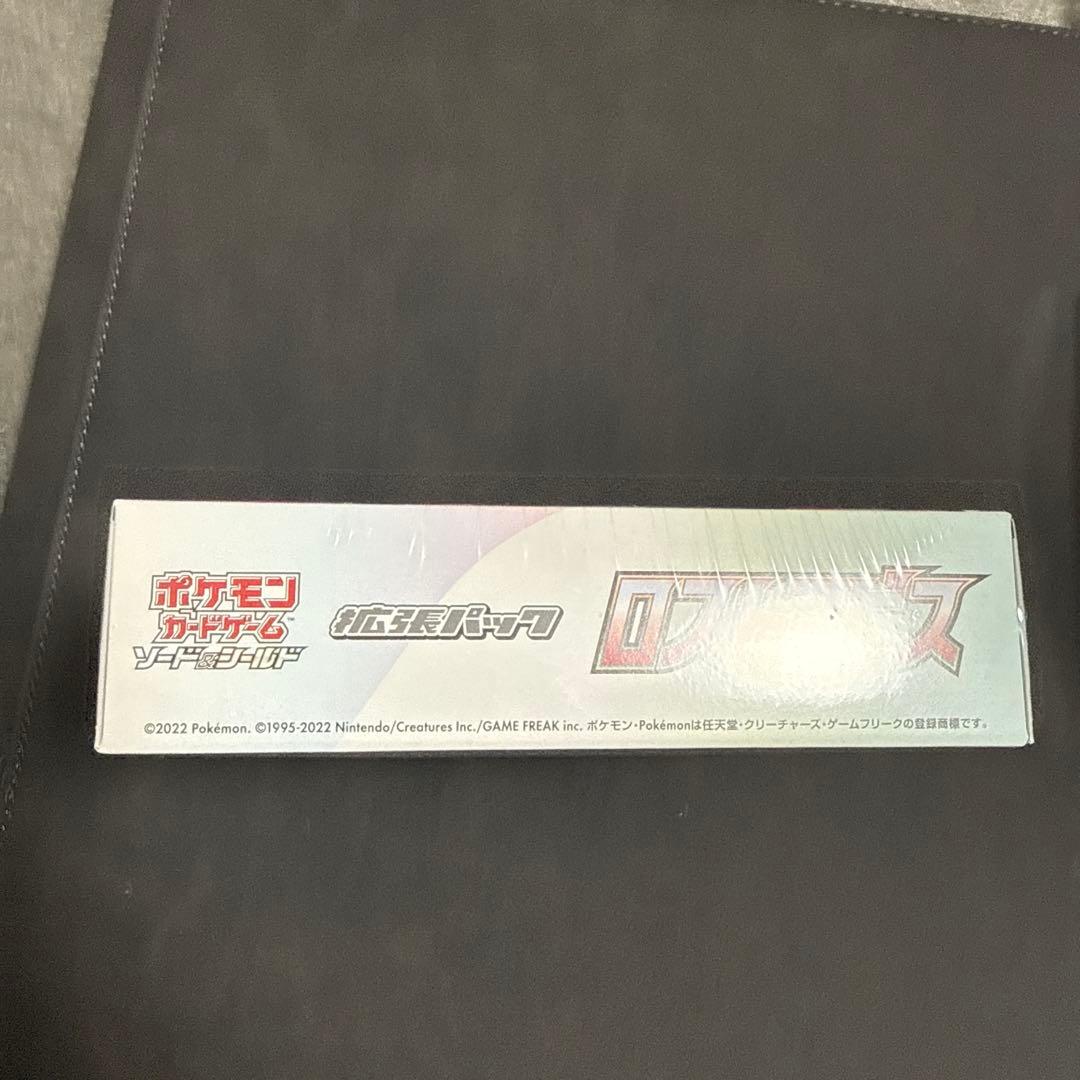 ポケモン
カードゲーム™
ソード&シールド
拡張パック
©2022 Pokémon. ©1995-2022 Nintendo/Creatures Inc./GAME FREAK inc. ポケモン・Pokémonは任天堂・クリーチャーズ・ゲームフリークの登録商標です。